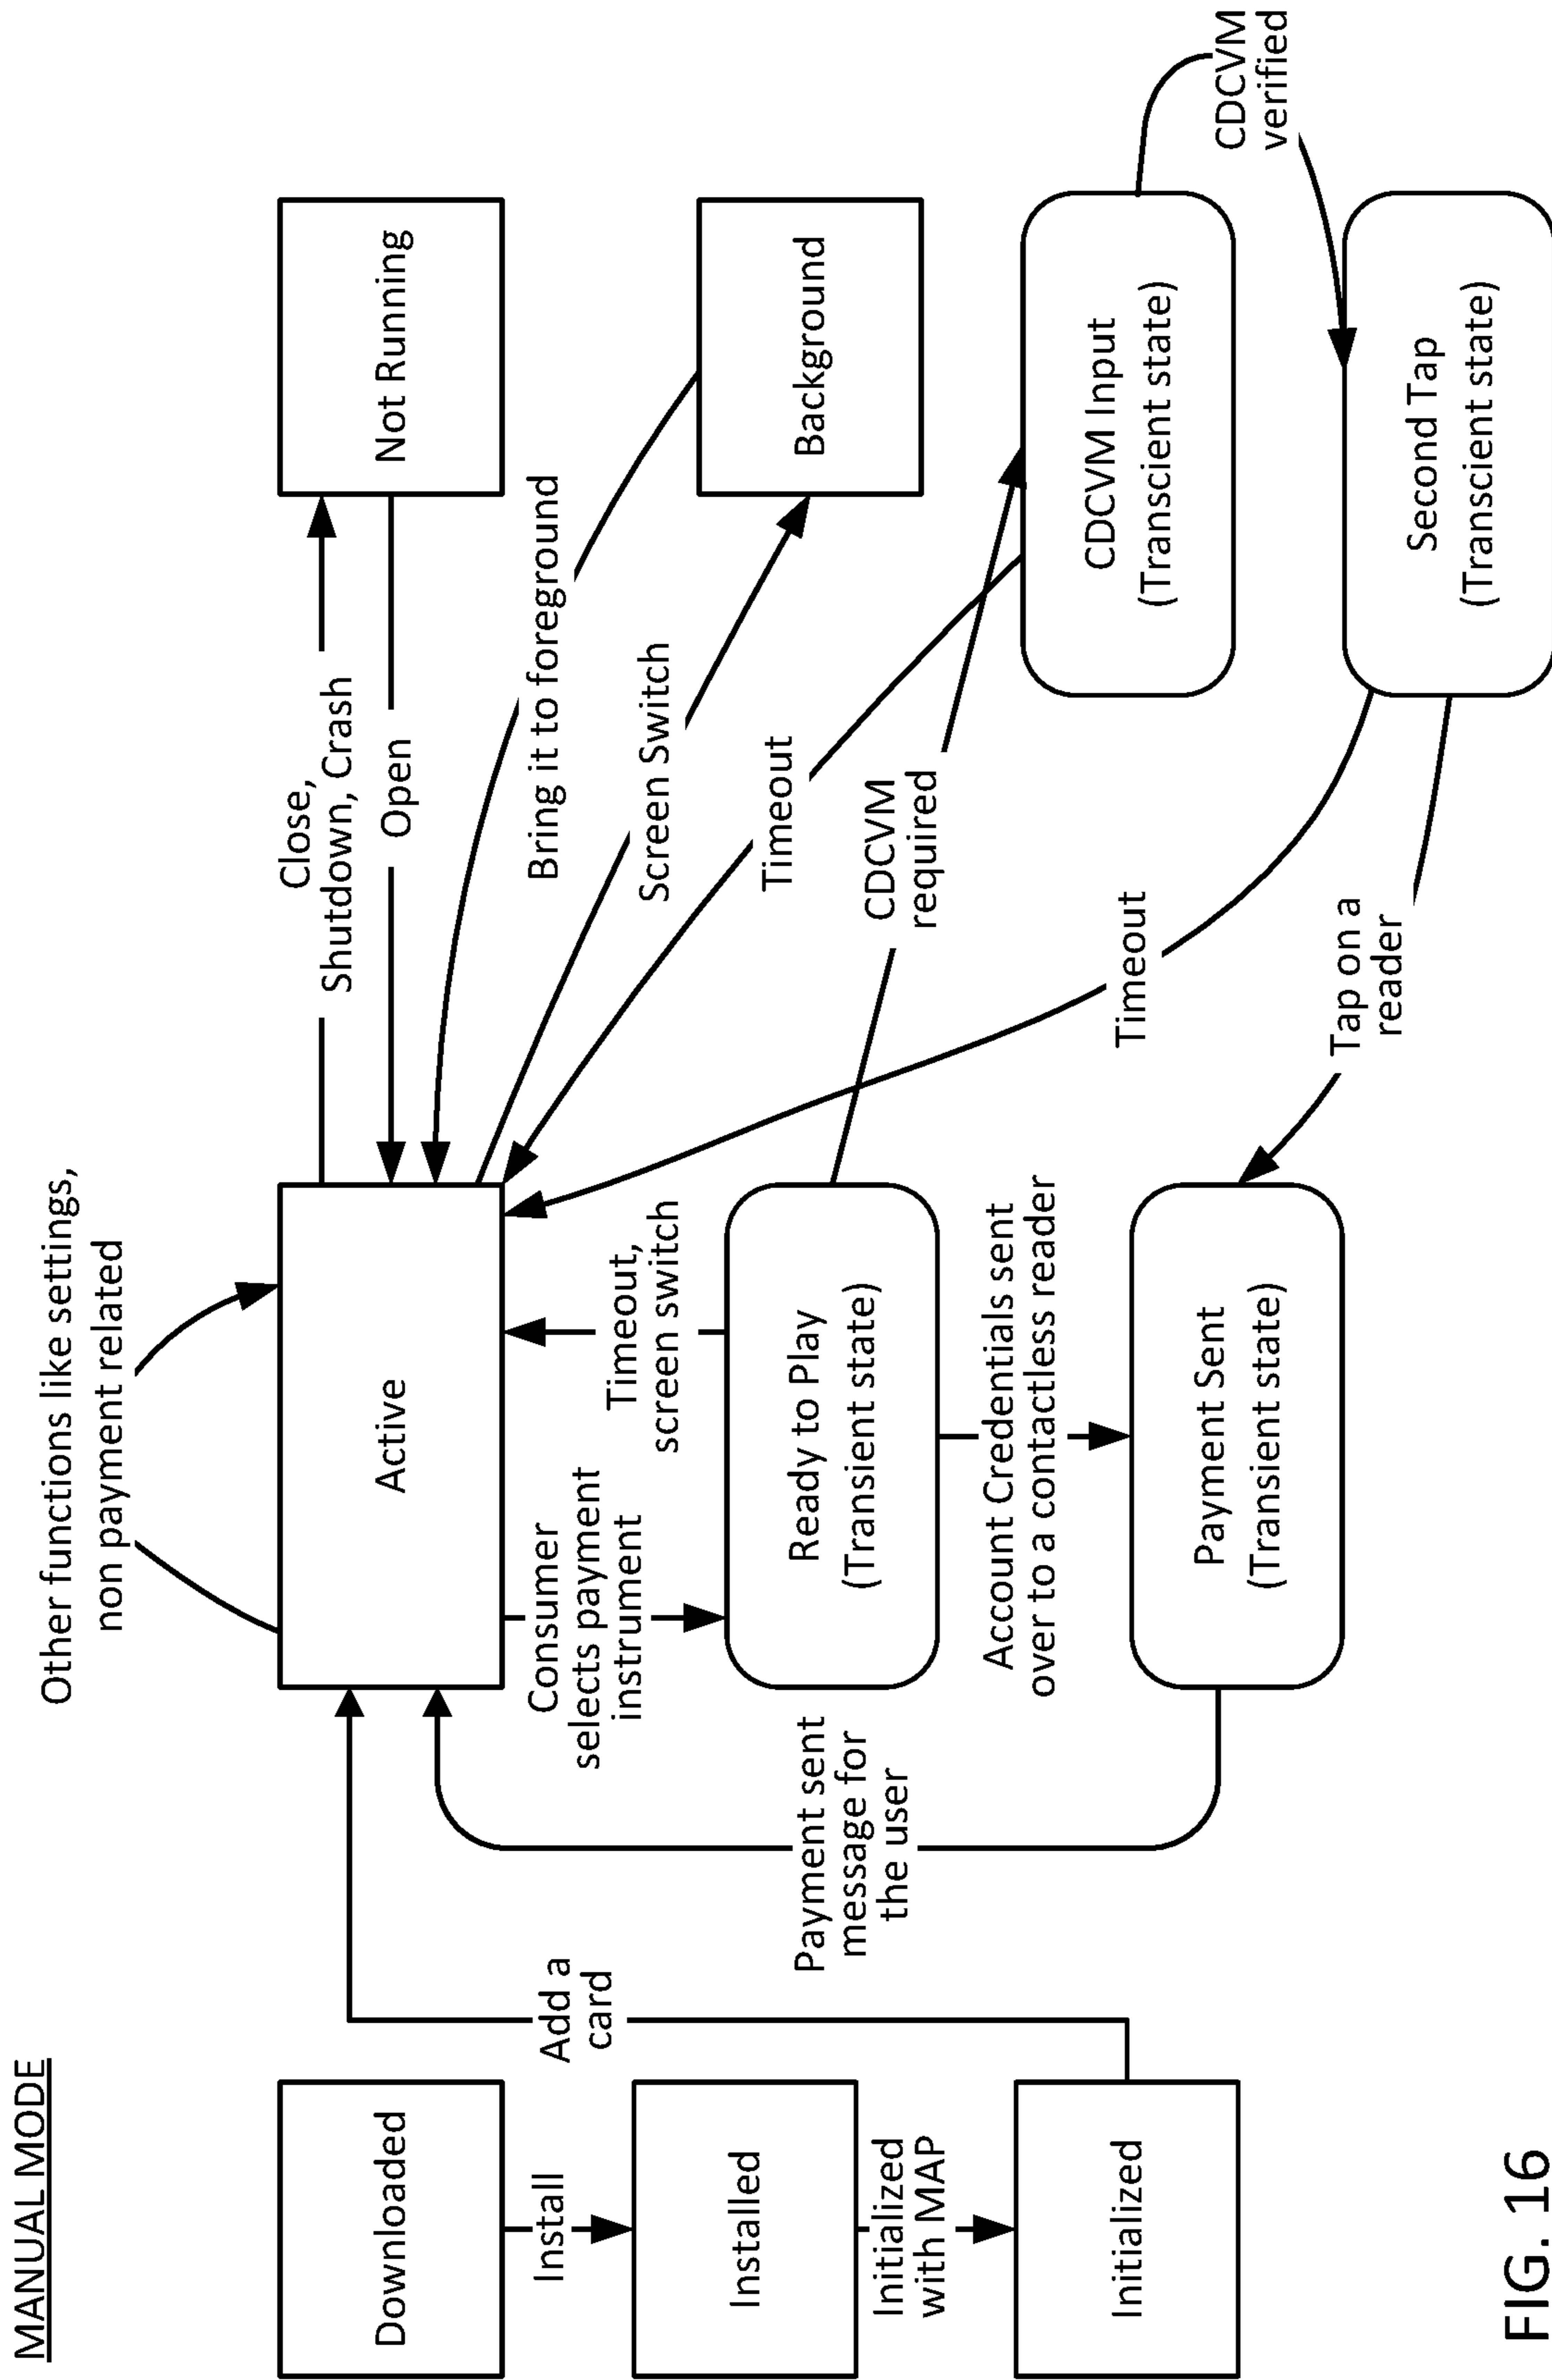 MANUAL MODE
Other functions like settings,
non payment related
Downloaded
Install
Installed
Initialized
with MAP
Initialized
Add a
card
Active
Close,
Shutdown, Crash
Open
Not Running
Bring it to foreground
Screen Switch
Background
Consumer
selects payment
instrument
Timeout,
screen switch
Timeout
Payment sent
message for
the user
Ready to Play
(Transient state)
CDCVM
required
CDCVM Input
(Transcient state)
CDCVM
verified
Account Credentials sent
over to a contactless reader
Timeout
Payment Sent
(Transient state)
Tap on a
reader
Second Tap
(Transcient state)
FIG. 16